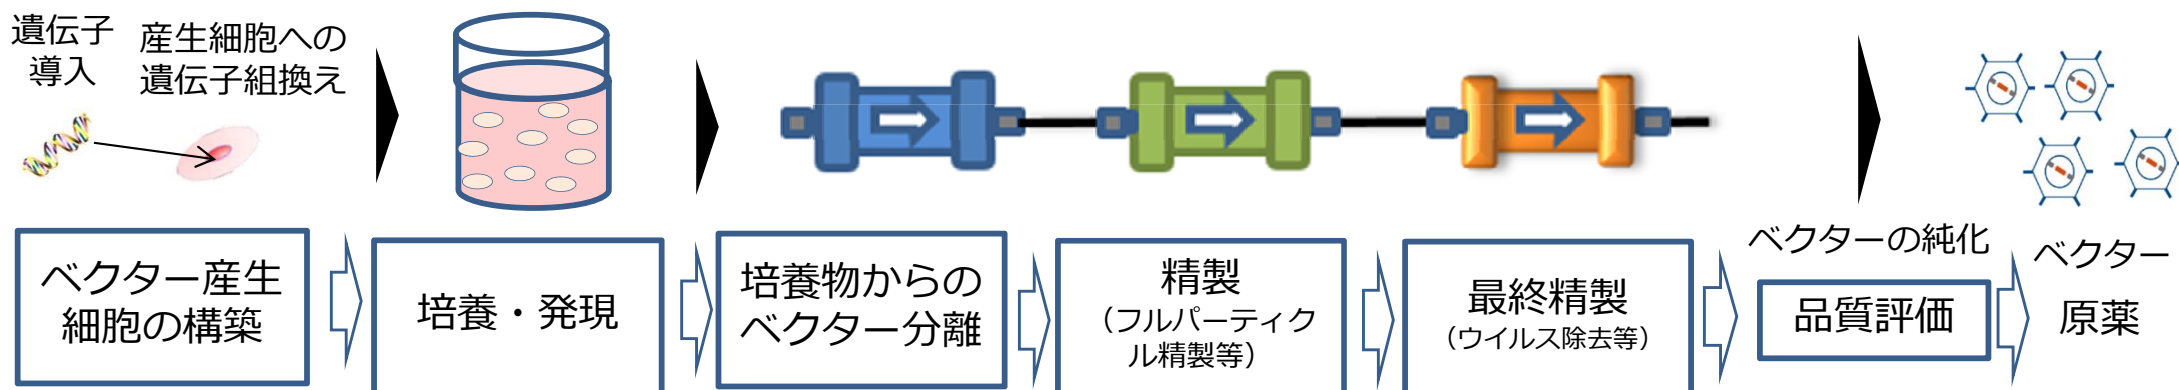 遺伝子
導入
産生細胞への
遺伝子組換え
ベクター産生
細胞の構築
培養・発現
培養物からの
ベクター分離
精製
（フルパーティク
ル精製等）
最終精製
（ウイルス除去等）
ベクターの純化
品質評価
ベクター
原薬